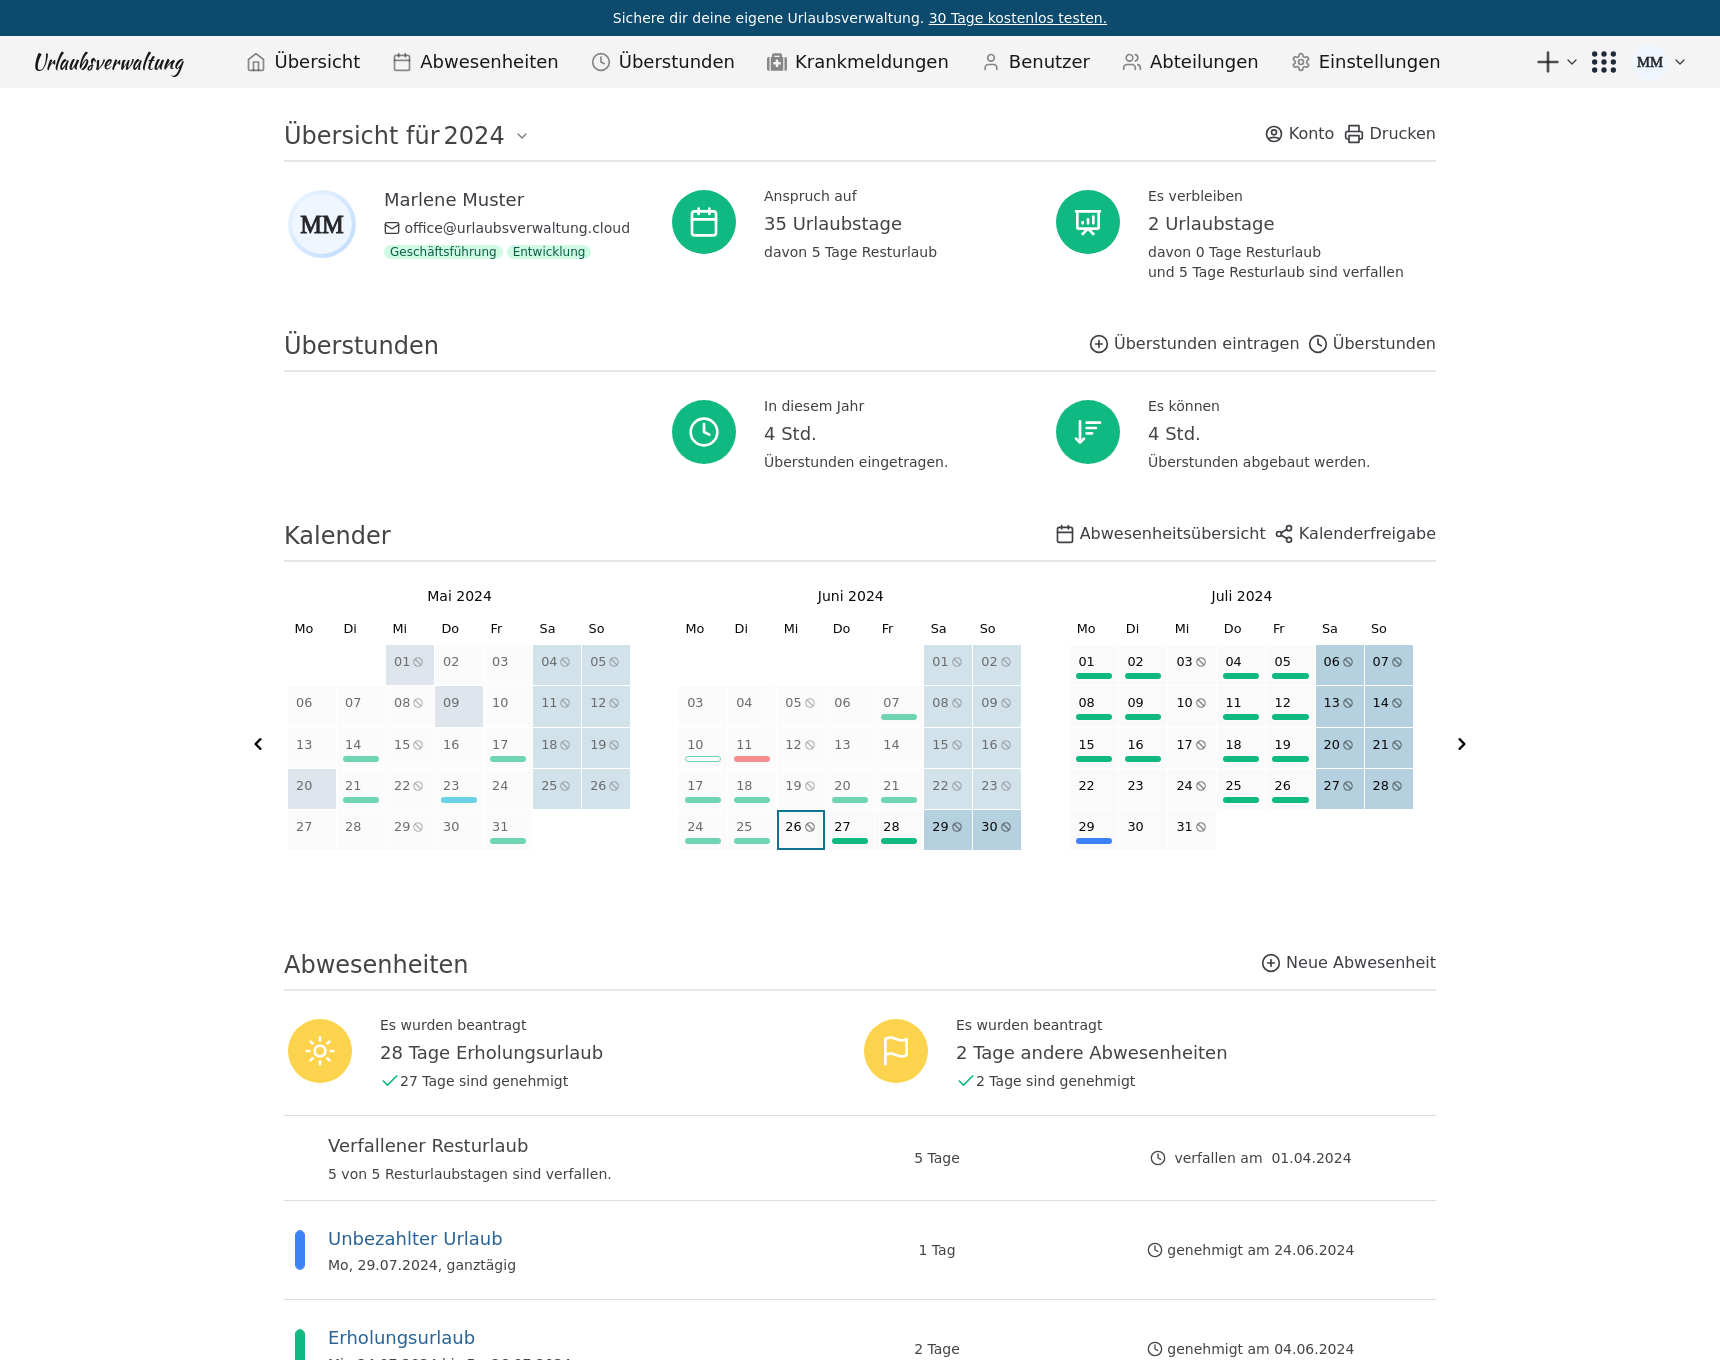 Sichere dir deine eigene Urlaubsverwaltung. 30 Tage kostenlos testen.
Urlaubsverwaltung Übersicht Abwesenheiten Überstunden Krankmeldungen Benutzer Abteilungen Einstellungen MM
Übersicht für 2024 Konto Drucken
MM
Marlene Muster
office@urlaubsverwaltung.cloud
Geschäftsführung Entwicklung
Anspruch auf
35 Urlaubstage
davon 5 Tage Resturlaub
Es verbleiben
2 Urlaubstage
davon 0 Tage Resturlaub
und 5 Tage Resturlaub sind verfallen
Überstunden Überstunden eintragen Überstunden
In diesem Jahr
4 Std.
Überstunden eingetragen.
Es können
4 Std.
Überstunden abgebaut werden.
Kalender Abwesenheitsübersicht Kalenderfreigabe
Mai 2024
Mo Di Mi Do Fr Sa So
01 02 03 04 05
06 07 08 09 10 11 12
13 14 15 16 17 18 19
20 21 22 23 24 25 26
27 28 29 30 31
Juni 2024
Mo Di Mi Do Fr Sa So
01 02
03 04 05 06 07 08 09
10 11 12 13 14 15 16
17 18 19 20 21 22 23
24 25 26 27 28 29 30
Juli 2024
Mo Di Mi Do Fr Sa So
01 02 03 04 05 06 07
08 09 10 11 12 13 14
15 16 17 18 19 20 21
22 23 24 25 26 27 28
29 30 31
Abwesenheiten Neue Abwesenheit
Es wurden beantragt
28 Tage Erholungsurlaub
27 Tage sind genehmigt
Es wurden beantragt
2 Tage andere Abwesenheiten
2 Tage sind genehmigt
Verfallener Resturlaub
5 von 5 Resturlaubstagen sind verfallen.
5 Tage
verfallen am 01.04.2024
Unbezahlter Urlaub
Mo, 29.07.2024, ganztägig
1 Tag
genehmigt am 24.06.2024
Erholungsurlaub
2 Tage
genehmigt am 04.06.2024